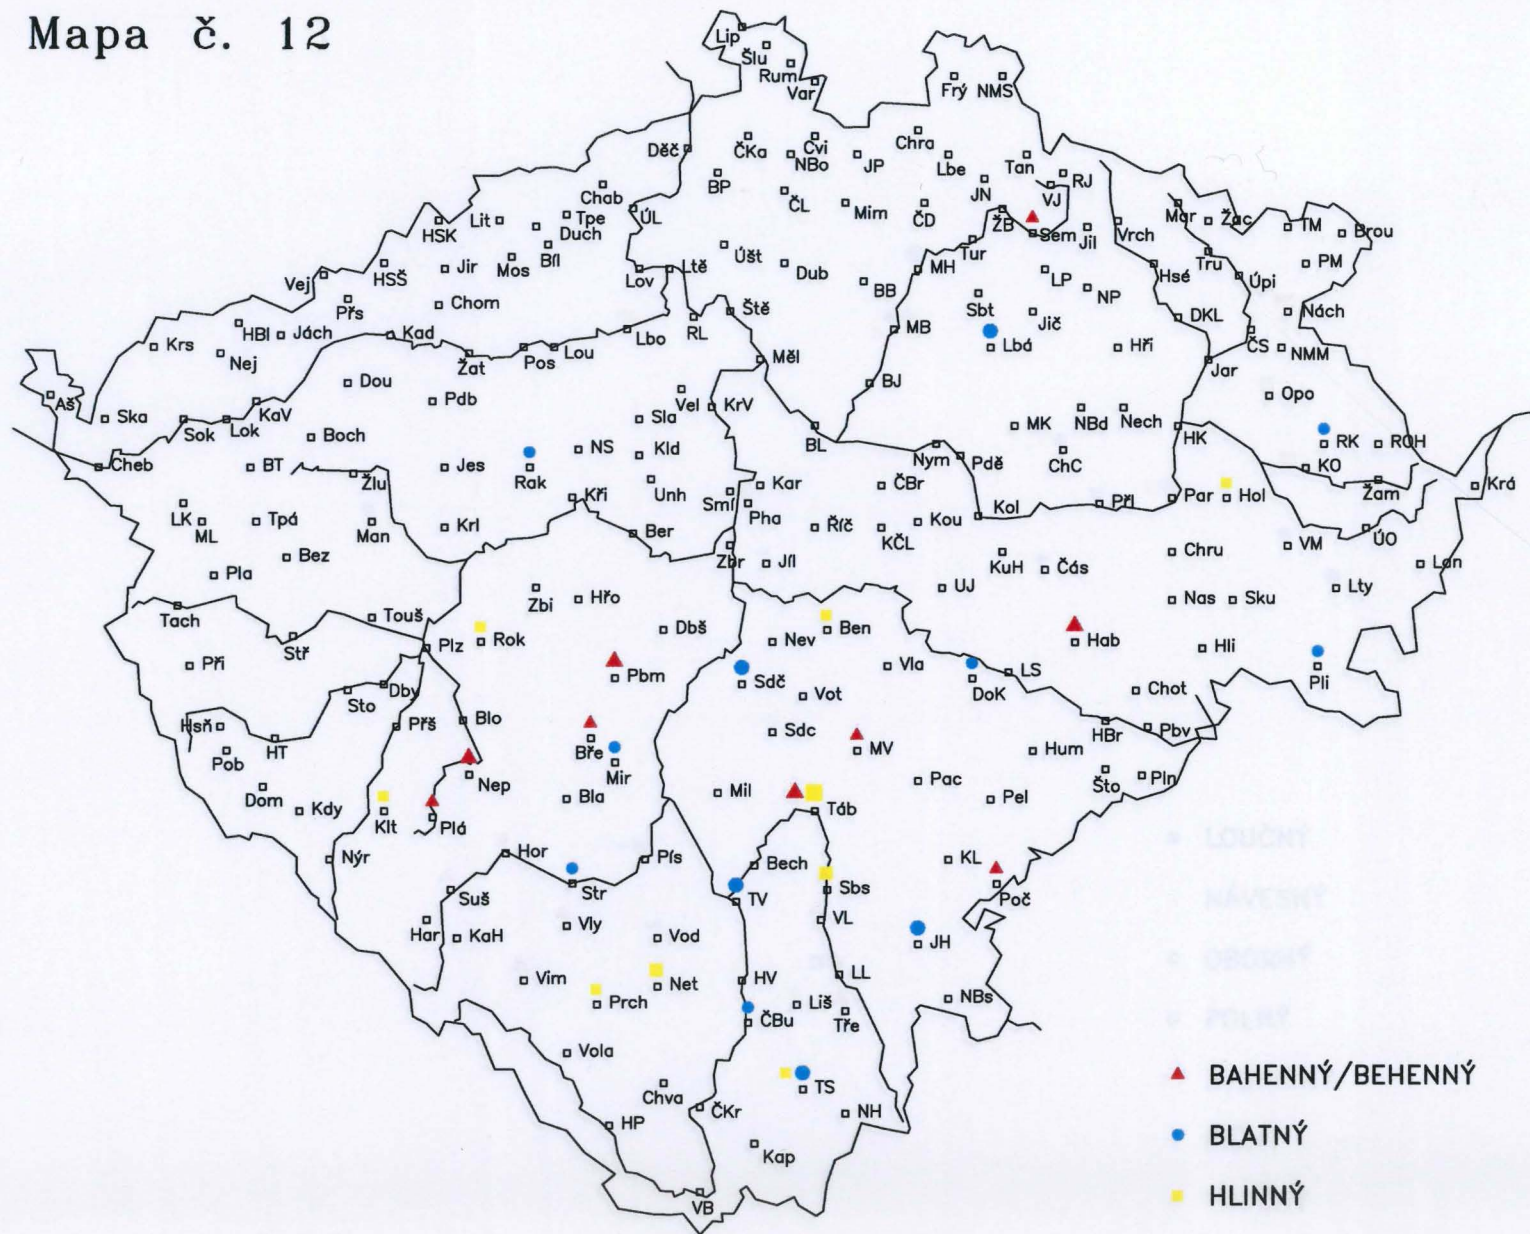 Mapa č. 12
Lip
Šlu
Rum
Var
Frý NMS
Děč
ČKa
Cvi
NBo
JP
Chra
Lbe
Tan
RJ
VJ
JN
BP
ČL
Mim
ČD
ŽB
Sem
Jil
Vrch
Mar
Žac
TM
Brou
Chab
Tpe
Duch
Bíl
ÚL
Lit
HSK
Mos
Jir
HSŠ
Vej
Přs
Chom
Úšt
Dub
BB
MH
Tur
LP
NP
Hsé
Tru
Úpi
PM
Lov
Ltě
Ště
RL
Lbo
MB
Sbt
Jič
Lbá
Hři
DKL
Nách
ČS
NMM
Jar
Krs
HBl
Nej
Jách
Kad
Žat
Pos
Lou
Měl
BJ
Opo
Aš
Ska
Sok
Lok
KaV
Dou
Pdb
Boch
Vel
KrV
Sla
BL
MK
NBd
Nech
HK
RK
ROH
Cheb
BT
Žlu
Jes
Rak
NS
Kld
Unh
Nym
Pdě
ChC
KO
Žam
Krá
LK
ML
Tpá
Man
Krl
Kři
Ber
Smí
Kar
Pha
ČBr
Říč
KČL
Kou
Kol
Přl
Par
Hol
ÚO
VM
Lan
Bez
Pla
Zbr
Jíl
KuH
Čás
Chru
UJ
Nas
Sku
Lty
Tach
Touš
Stř
Plz
Rok
Zbi
Hřo
Dbš
Nev
Ben
Hab
Hli
Pli
Při
Sto
Dby
Pbm
Sdč
Vot
Vla
DoK
LS
Chot
Hsň
Pob
HT
Přš
Blo
Bře
Mir
Sdc
MV
Hum
HBr
Pbv
Dom
Kdy
Klt
Nep
Plá
Bla
Mil
Táb
Pac
Pel
Što
Pln
Nýr
Hor
Pís
Bech
Sbs
KL
Poč
Suš
Str
TV
VL
Har
KaH
Vly
Vod
JH
Vim
Prch
Net
HV
LL
Liš
Tře
NBs
ČBu
Vola
Chva
TS
HP
ČKr
NH
Kap
VB
LOUČNÝ
NÁVESNÝ
OBORNÝ
POLNÝ
BAHENNÝ/BEHENNÝ
BLATNÝ
HLINNÝ